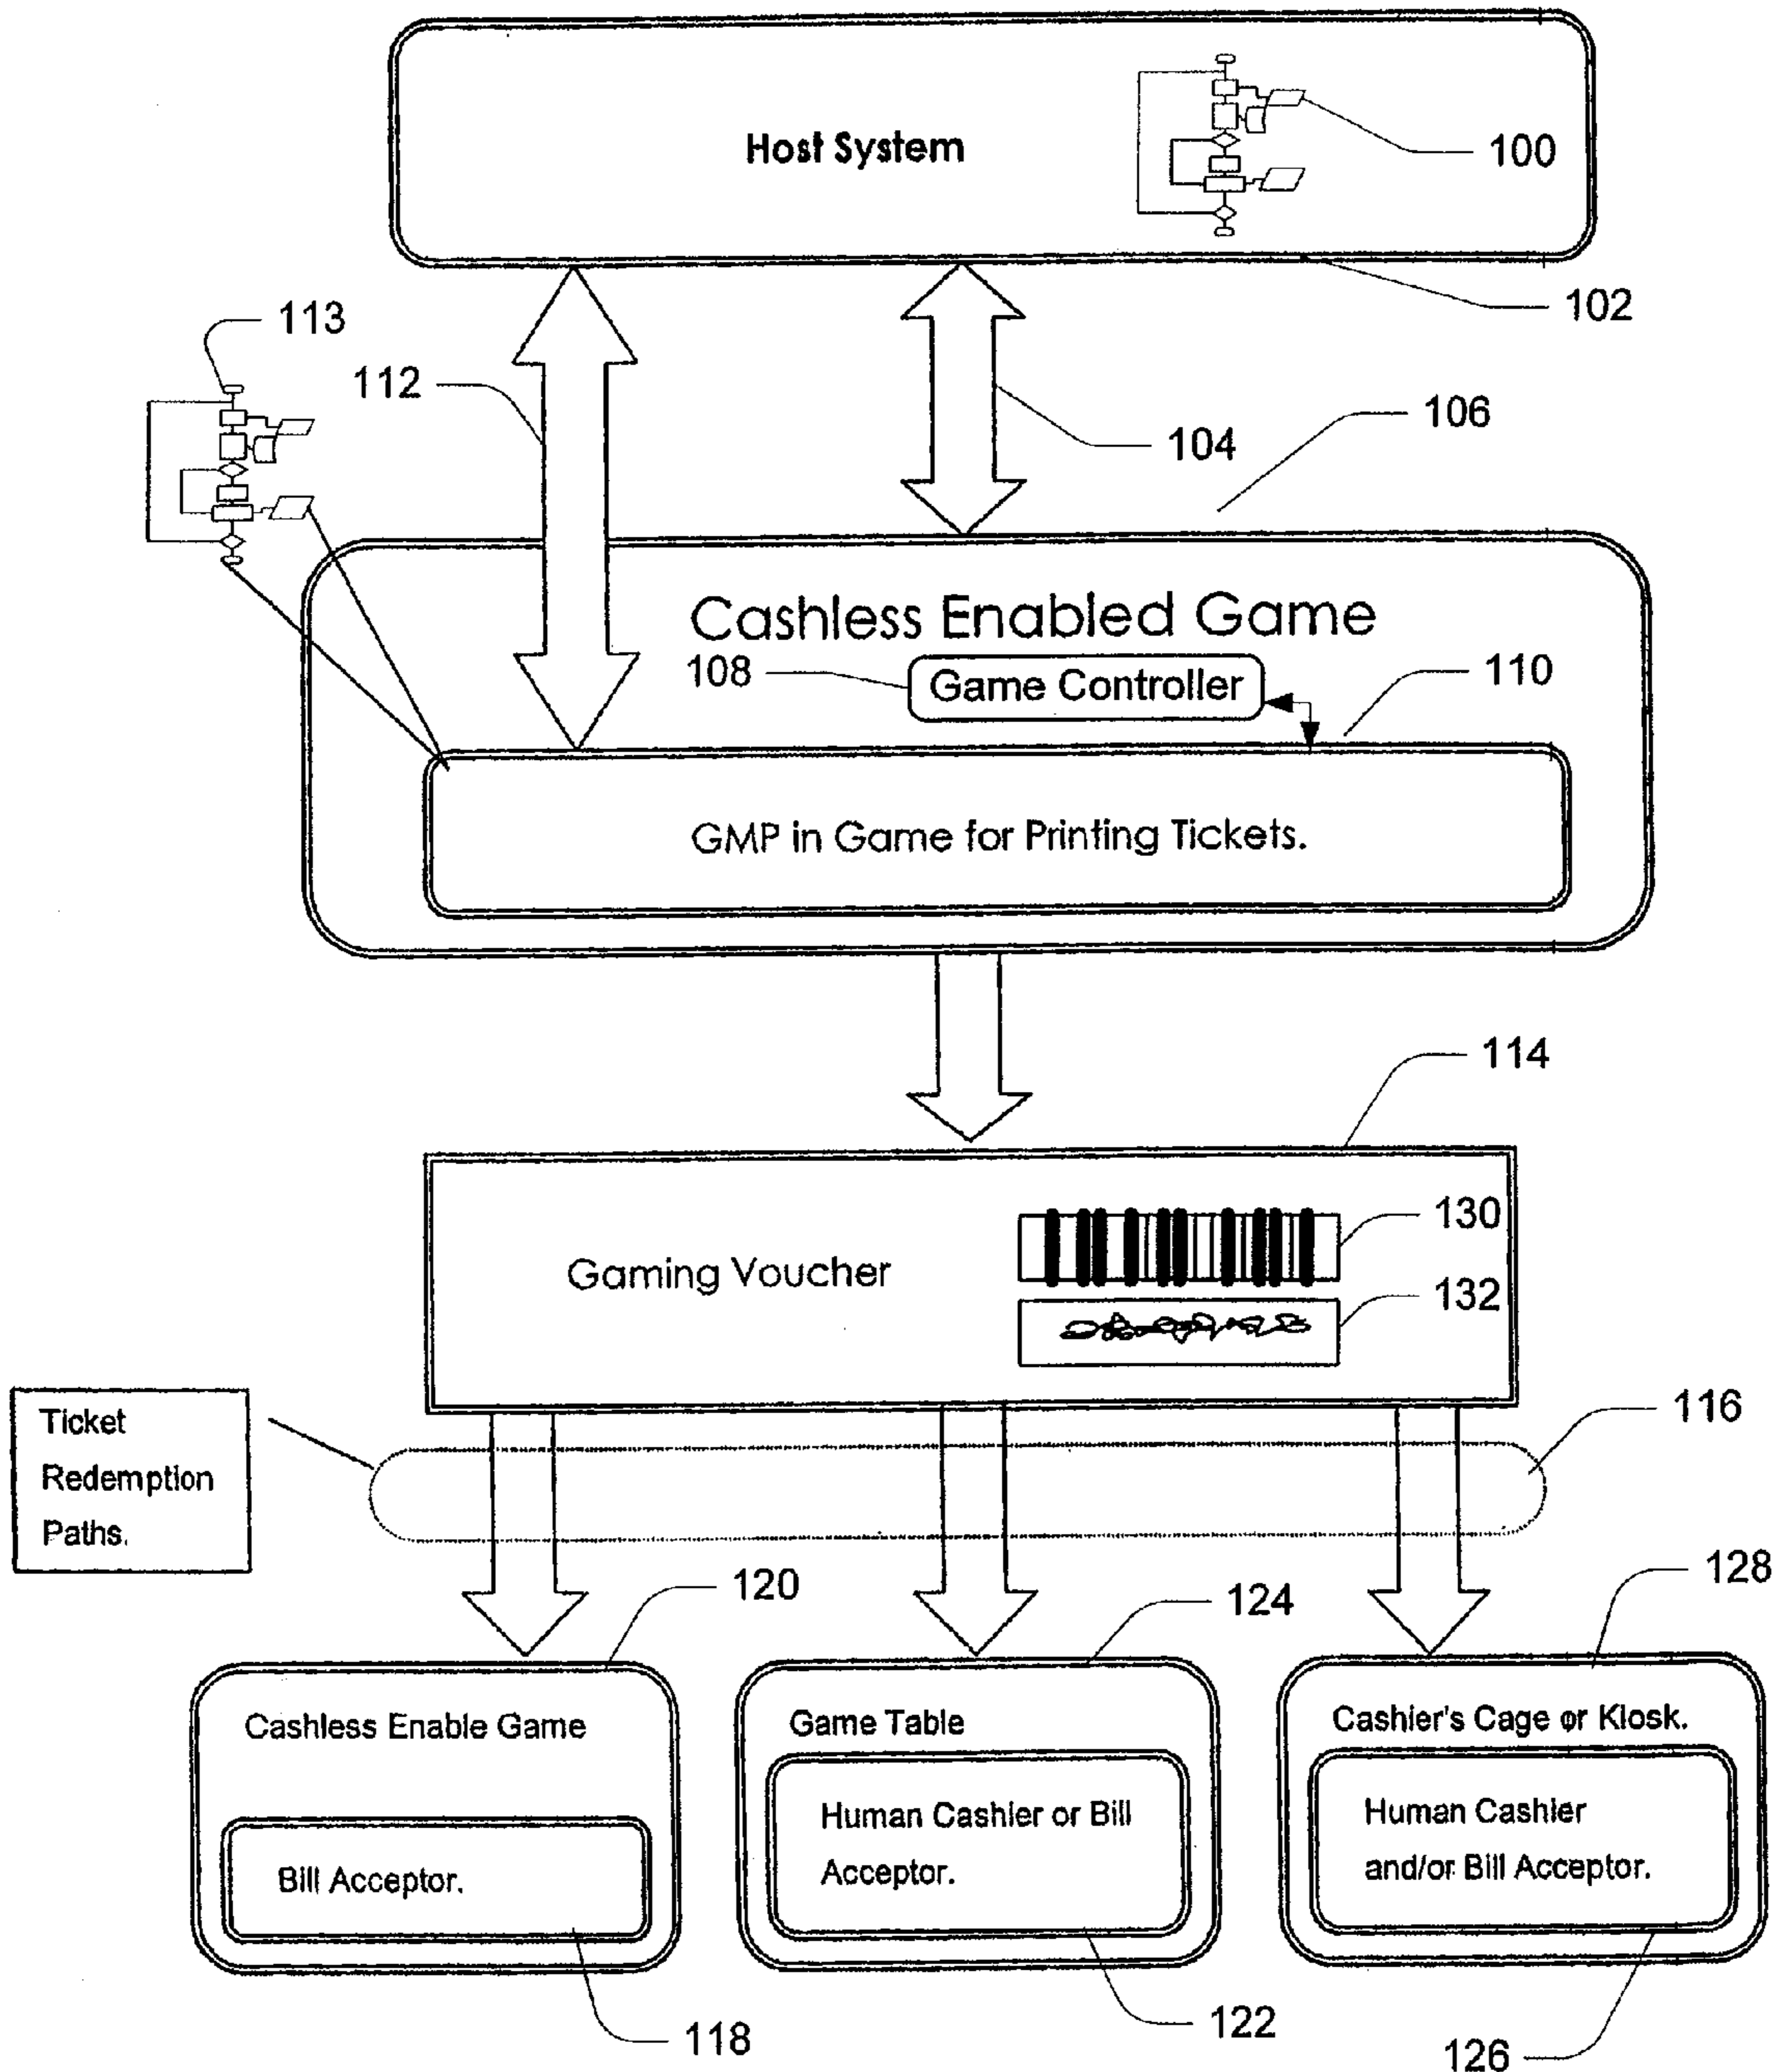 Host System
100
102
113
112
104
106
Cashless Enabled Game
108
Game Controller
110
GMP in Game for Printing Tickets.
114
130
Gaming Voucher
132
Ticket
Redemption
Paths.
116
120
124
128
Cashless Enable Game
Game Table
Cashier's Cage or Kiosk.
Human Cashier or Bill
Acceptor.
Human Cashier
and/or Bill Acceptor.
Bill Acceptor.
118
122
126